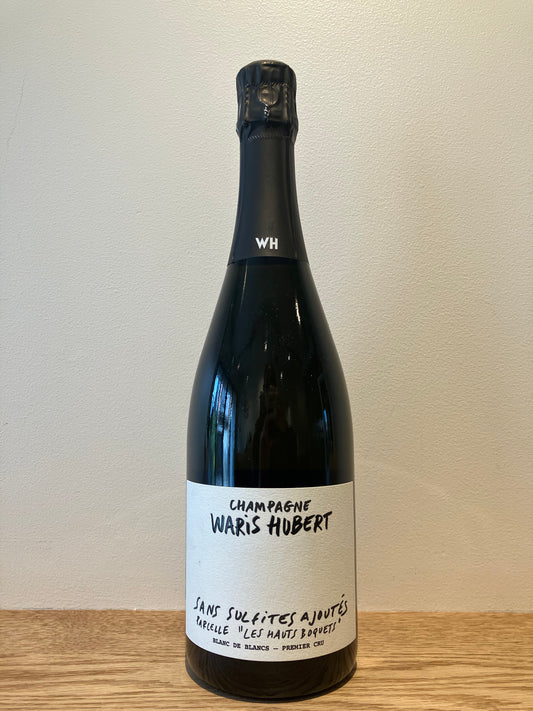 WH
CHAMPAGNE
WARiS HUBERT
SANS SULFITES AJOUTÉS
PARCELLE "LES HAUTS BOQUETS"
BLANC DE BLANCS — PREMIER CRU